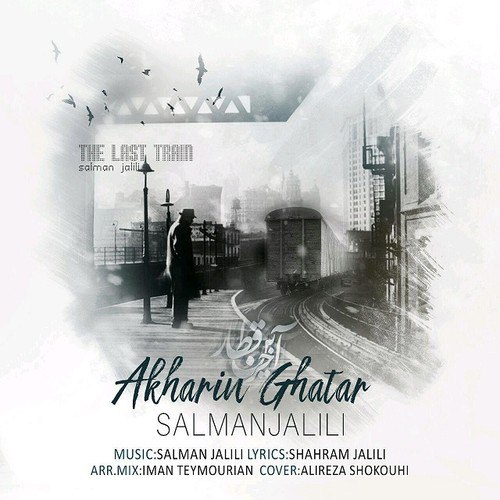 THE LAST TRAIN
salman jalili
آخرین قطار
Akharin Ghatar
SALMANJALILI
MUSIC:SALMAN JALILI LYRICS:SHAHRAM JALILI
ARR.MIX:IMAN TEYMOURIAN COVER:ALIREZA SHOKOUHI